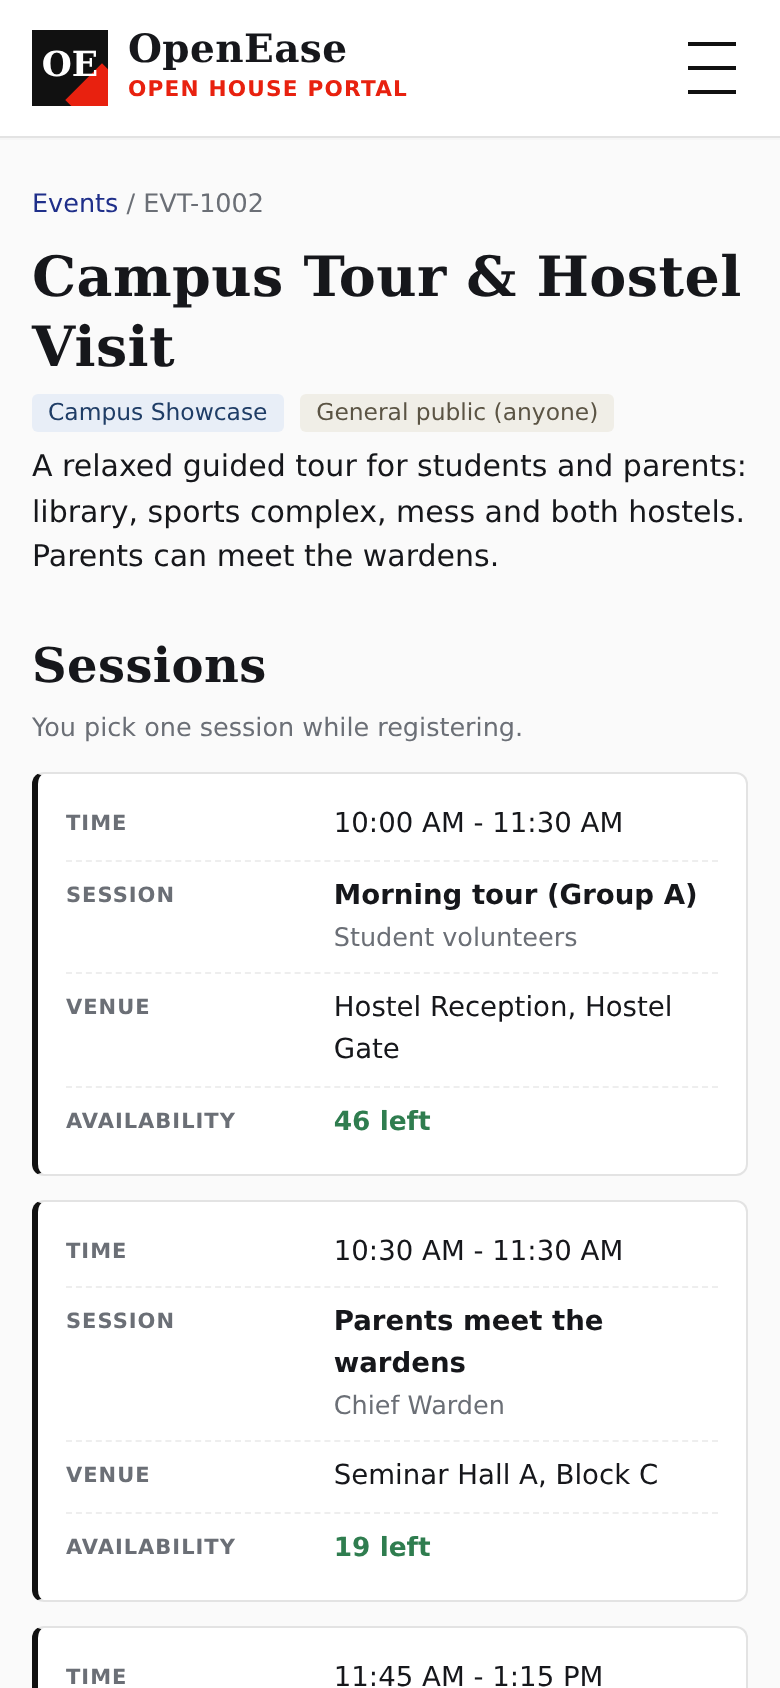 OE
OpenEase
OPEN HOUSE PORTAL
Events / EVT-1002
Campus Tour & Hostel
Visit
Campus Showcase General public (anyone)
A relaxed guided tour for students and parents:
library, sports complex, mess and both hostels.
Parents can meet the wardens.
Sessions
You pick one session while registering.
TIME 10:00 AM - 11:30 AM
SESSION Morning tour (Group A)
Student volunteers
VENUE Hostel Reception, Hostel
Gate
AVAILABILITY 46 left
TIME 10:30 AM - 11:30 AM
SESSION Parents meet the
wardens
Chief Warden
VENUE Seminar Hall A, Block C
AVAILABILITY 19 left
TIME 11:45 AM - 1:15 PM